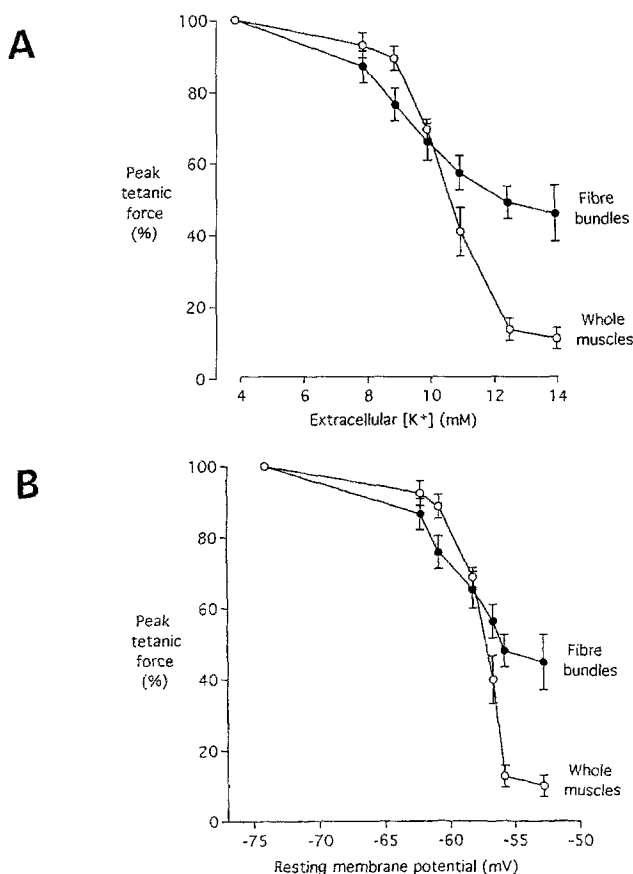 A
100
80
60
40
20
0
Peak
tetanic
force
(%)
Fibre
bundles
Whole
muscles
4 6 8 10 12 14
Extracellular [K+] (mM)
B
100
80
60
40
20
0
Peak
tetanic
force
(%)
Fibre
bundles
Whole
muscles
-75 -70 -65 -60 -55 -50
Resting membrane potential (mV)